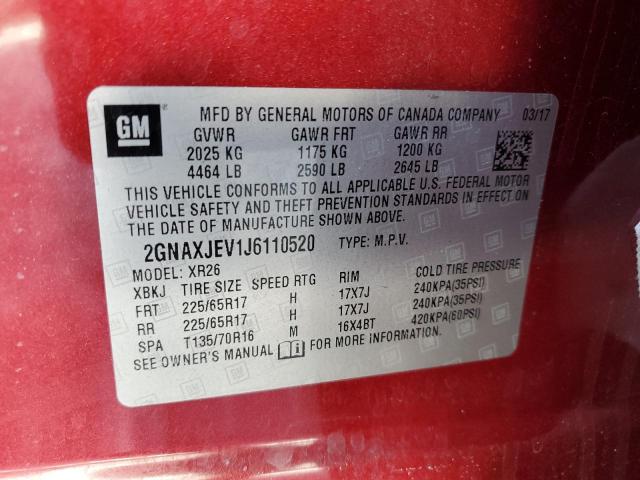 GM
MFD BY GENERAL MOTORS OF CANADA COMPANY 03/17
GVWR GAWR FRT GAWR RR
2025 KG 1175 KG 1200 KG
4464 LB 2590 LB 2645 LB
THIS VEHICLE CONFORMS TO ALL APPLICABLE U.S. FEDERAL MOTOR
VEHICLE SAFETY AND THEFT PREVENTION STANDARDS IN EFFECT ON
THE DATE OF MANUFACTURE SHOWN ABOVE.
2GNAXJEV1J6110520 TYPE: M.P.V.
MODEL: XR26
XBKJ TIRE SIZE SPEED RTG RIM COLD TIRE PRESSURE
FRT 225/65R17 H 17X7J 240KPA(35PSI)
RR 225/65R17 H 17X7J 240KPA(35PSI)
SPA T135/70R16 M 16X4BT 420KPA(60PSI)
SEE OWNER'S MANUAL FOR MORE INFORMATION.